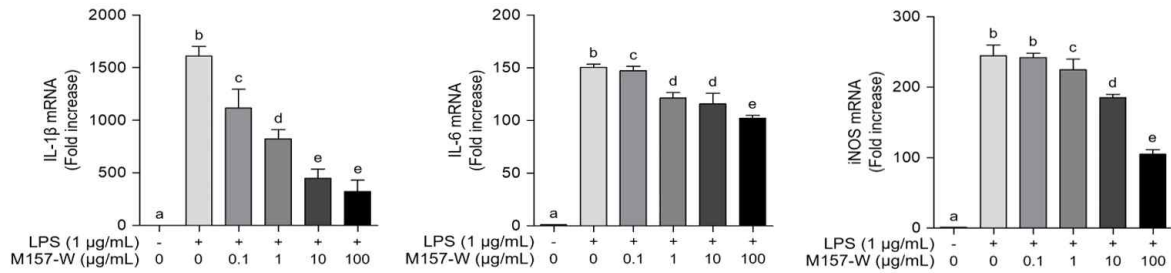 IL-1β mRNA
(Fold increase)
2000
1500
1000
500
0
a
b
c
d
e
e
LPS (1 µg/mL) - + + + + +
M157-W (µg/mL) 0 0 0.1 1 10 100
IL-6 mRNA
(Fold increase)
200
150
100
50
0
b
b
d
d
e
LPS (1 µg/mL) - + + + + +
M157-W (µg/mL) 0 0 0.1 1 10 100
iNOS mRNA
(Fold increase)
300
200
100
0
a
b
b
c
d
e
LPS (1 µg/mL) - + + + + +
M157-W (µg/mL) 0 0 0.1 1 10 100